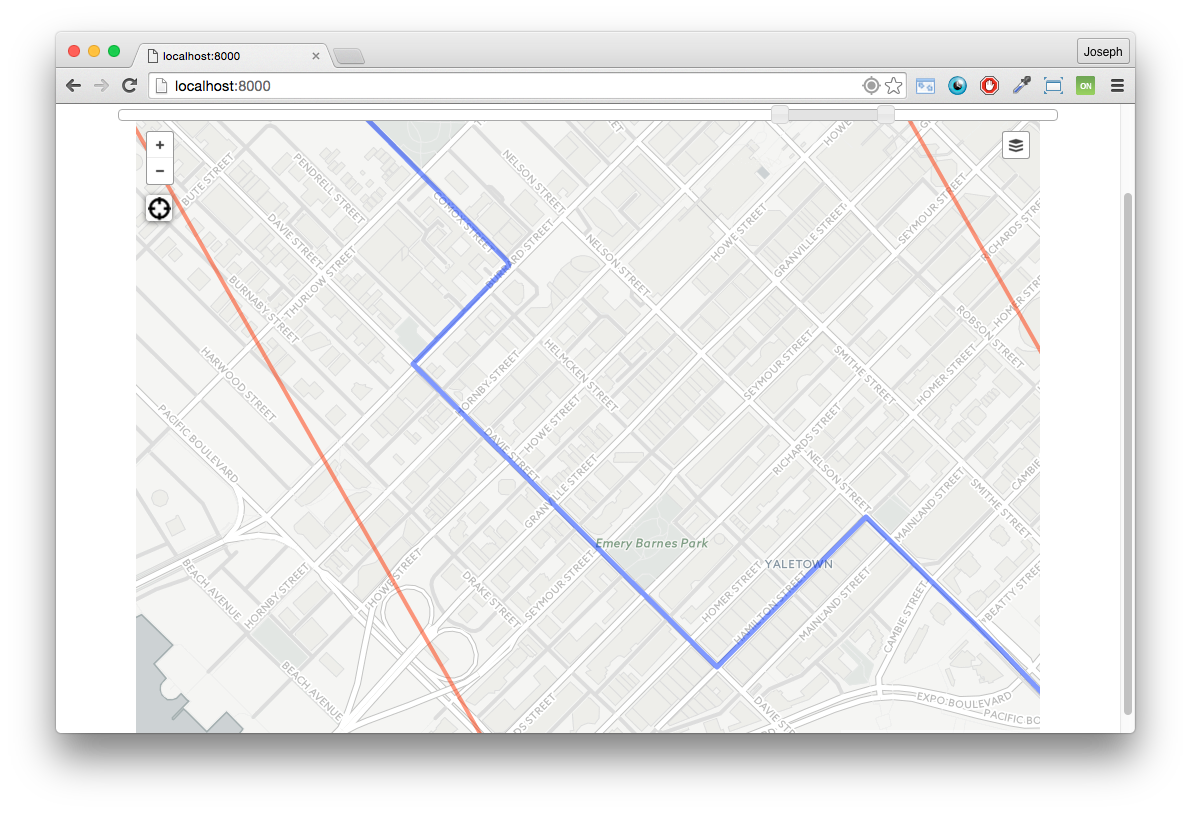 localhost:8000
Joseph
localhost:8000
ON
+
−
BUTE STREET
PENDRELL STREET
NELSON STREET
HOWE
COMOX STREET
SEYMOUR STREET
RICHARDS STREET
DAVIE STREET
THURLOW STREET
BURRARD STREET
NELSON STREET
HOWE STREET
GRANVILLE STREET
BURNABY STREET
HOMER STREET
ROBSON STREET
HARWOOD STREET
HORNBY STREET
HELMCKEN STREET
SEYMOUR STREET
SMITHE STREET
HOMER STREET
PACIFIC BOULEVARD
DAVIE STREET
HOWE STREET
RICHARDS STREET
NELSON STREET
CAMBIE
GRANVILLE STREET
MAINLAND STREET
SMITHE STREET
Emery Barnes Park
YALETOWN
BEACH AVENUE
HORNBY STREET
HOWE STREET
DRAKE STREET
SEYMOUR STREET
HOMER STREET
HAMILTON STREET
MAINLAND STREET
CAMBIE STREET
BEATTY STREET
BEACH AVENUE
DS STREET
DAVIE ST
EXPO BOULEVARD
PACIFIC BO